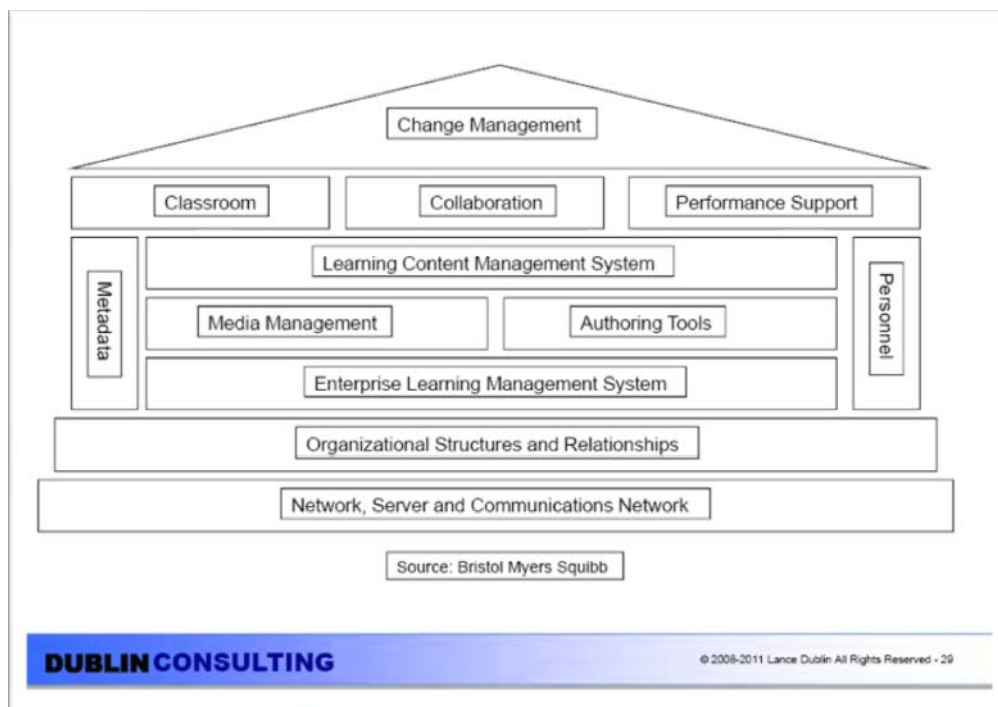 Change Management
Classroom
Collaboration
Performance Support
Metadata
Learning Content Management System
Media Management
Authoring Tools
Enterprise Learning Management System
Personnel
Organizational Structures and Relationships
Network, Server and Communications Network
Source: Bristol Myers Squibb
DUBLIN CONSULTING
© 2008-2011 Lance Dublin All Rights Reserved - 29